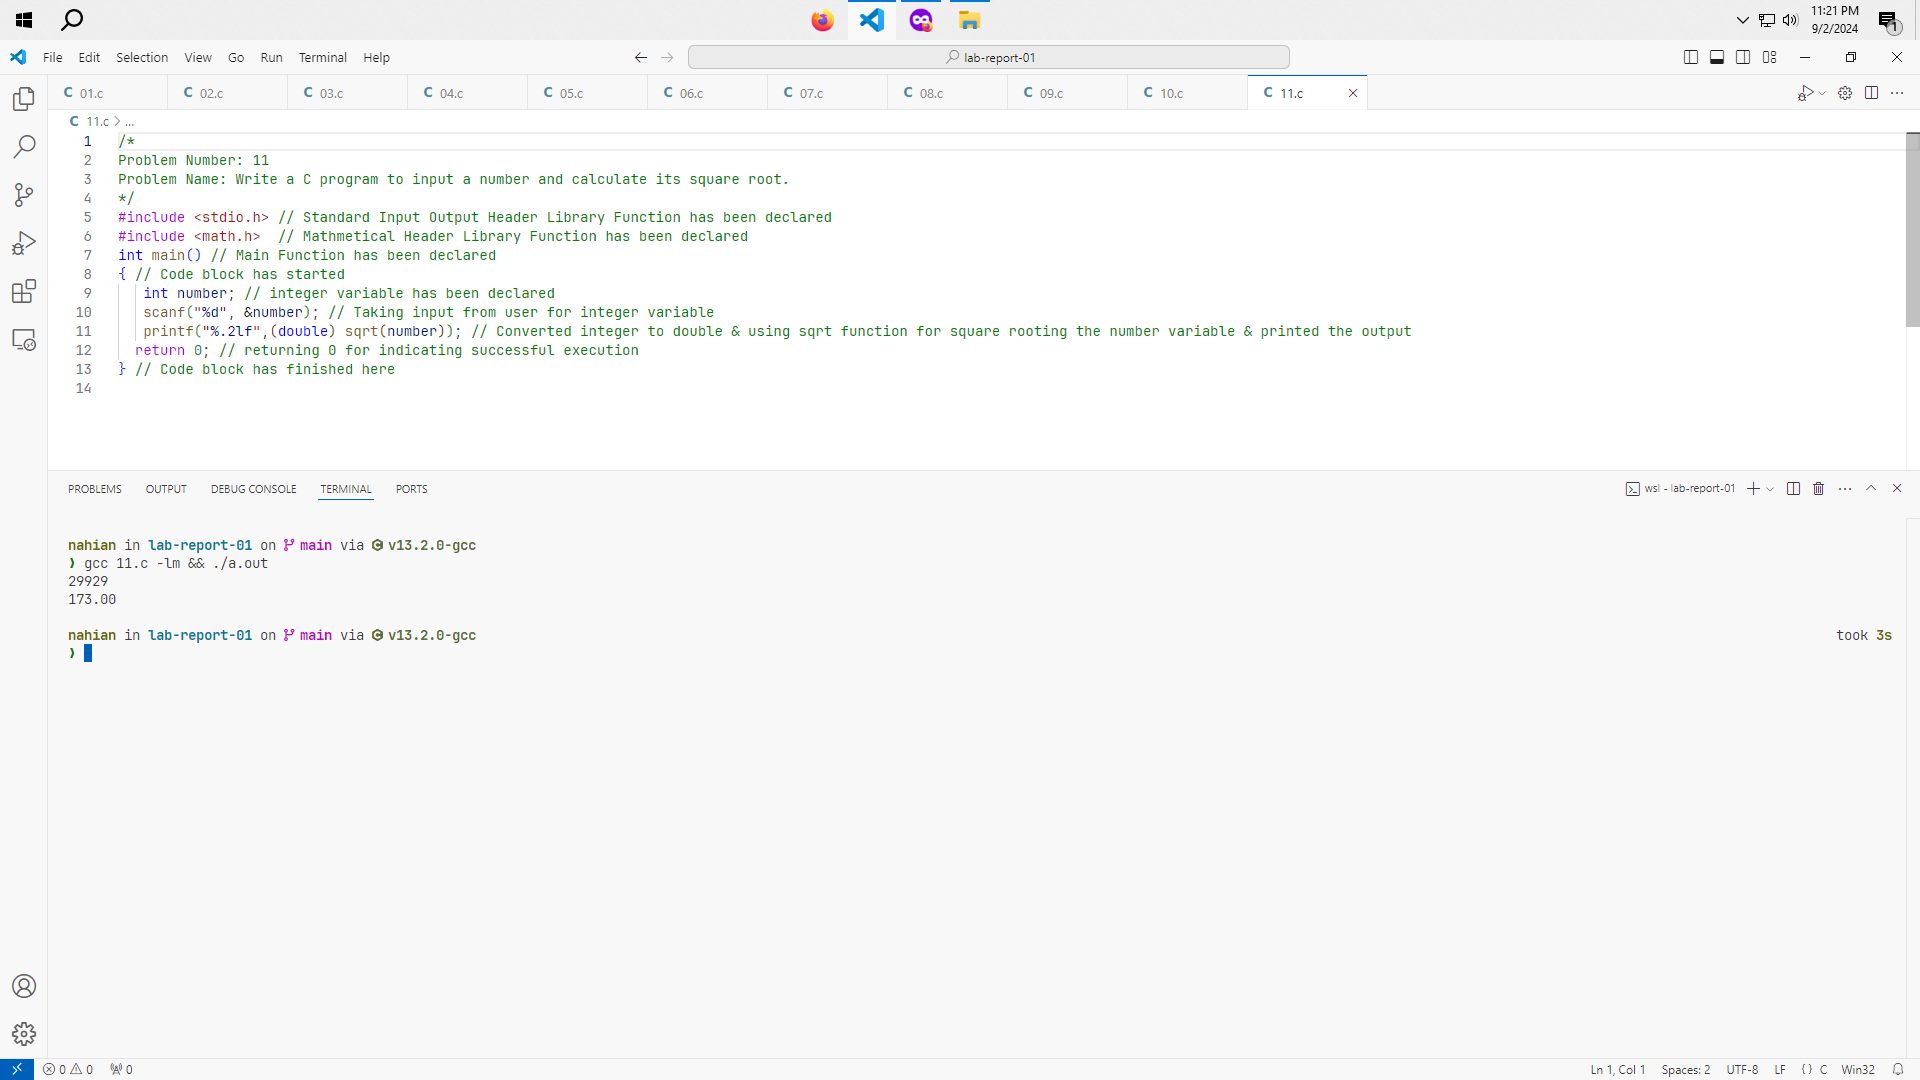 11:21 PM
9/2/2024
1
File Edit Selection View Go Run Terminal Help
lab-report-01
C 01.c C 02.c C 03.c C 04.c C 05.c C 06.c C 07.c C 08.c C 09.c C 10.c C 11.c
C 11.c > ...
1 /*
2 Problem Number: 11
3 Problem Name: Write a C program to input a number and calculate its square root.
4 */
5 #include <stdio.h> // Standard Input Output Header Library Function has been declared
6 #include <math.h>  // Mathmetical Header Library Function has been declared
7 int main() // Main Function has been declared
8 { // Code block has started
9    int number; // integer variable has been declared
10    scanf("%d", &number); // Taking input from user for integer variable
11    printf("%.2lf",(double) sqrt(number)); // Converted integer to double & using sqrt function for square rooting the number variable & printed the output
12   return 0; // returning 0 for indicating successful execution
13 } // Code block has finished here
14
PROBLEMS OUTPUT DEBUG CONSOLE TERMINAL PORTS
wsl - lab-report-01
nahian in lab-report-01 on main via C v13.2.0-gcc
❯ gcc 11.c -lm && ./a.out
29929
173.00
nahian in lab-report-01 on main via C v13.2.0-gcc took 3s
❯
0 0 0
Ln 1, Col 1 Spaces: 2 UTF-8 LF {} C Win32